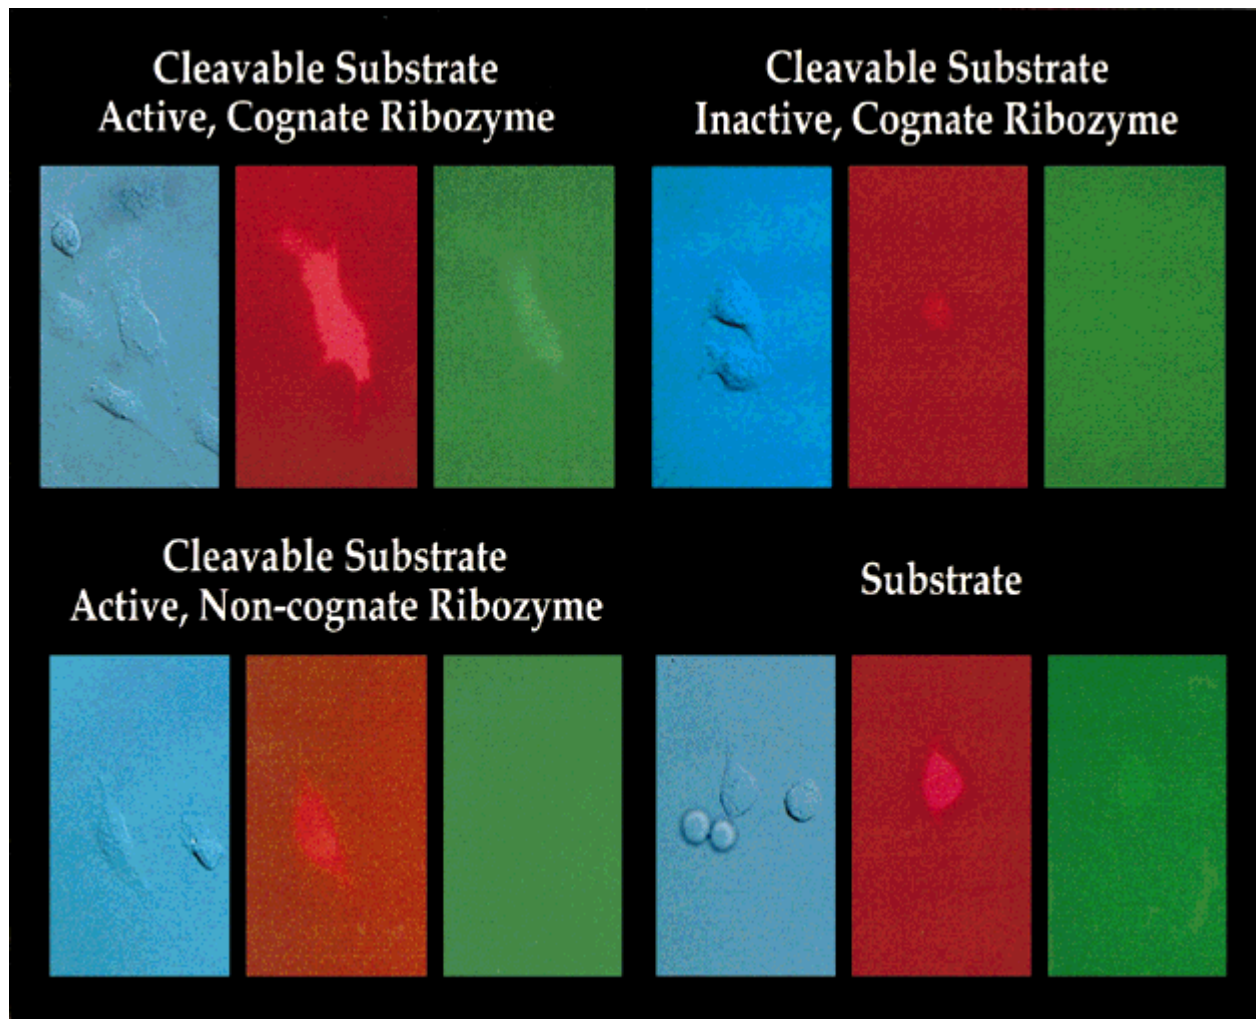 Cleavable Substrate
Active, Cognate Ribozyme
Cleavable Substrate
Inactive, Cognate Ribozyme
Cleavable Substrate
Active, Non-cognate Ribozyme
Substrate